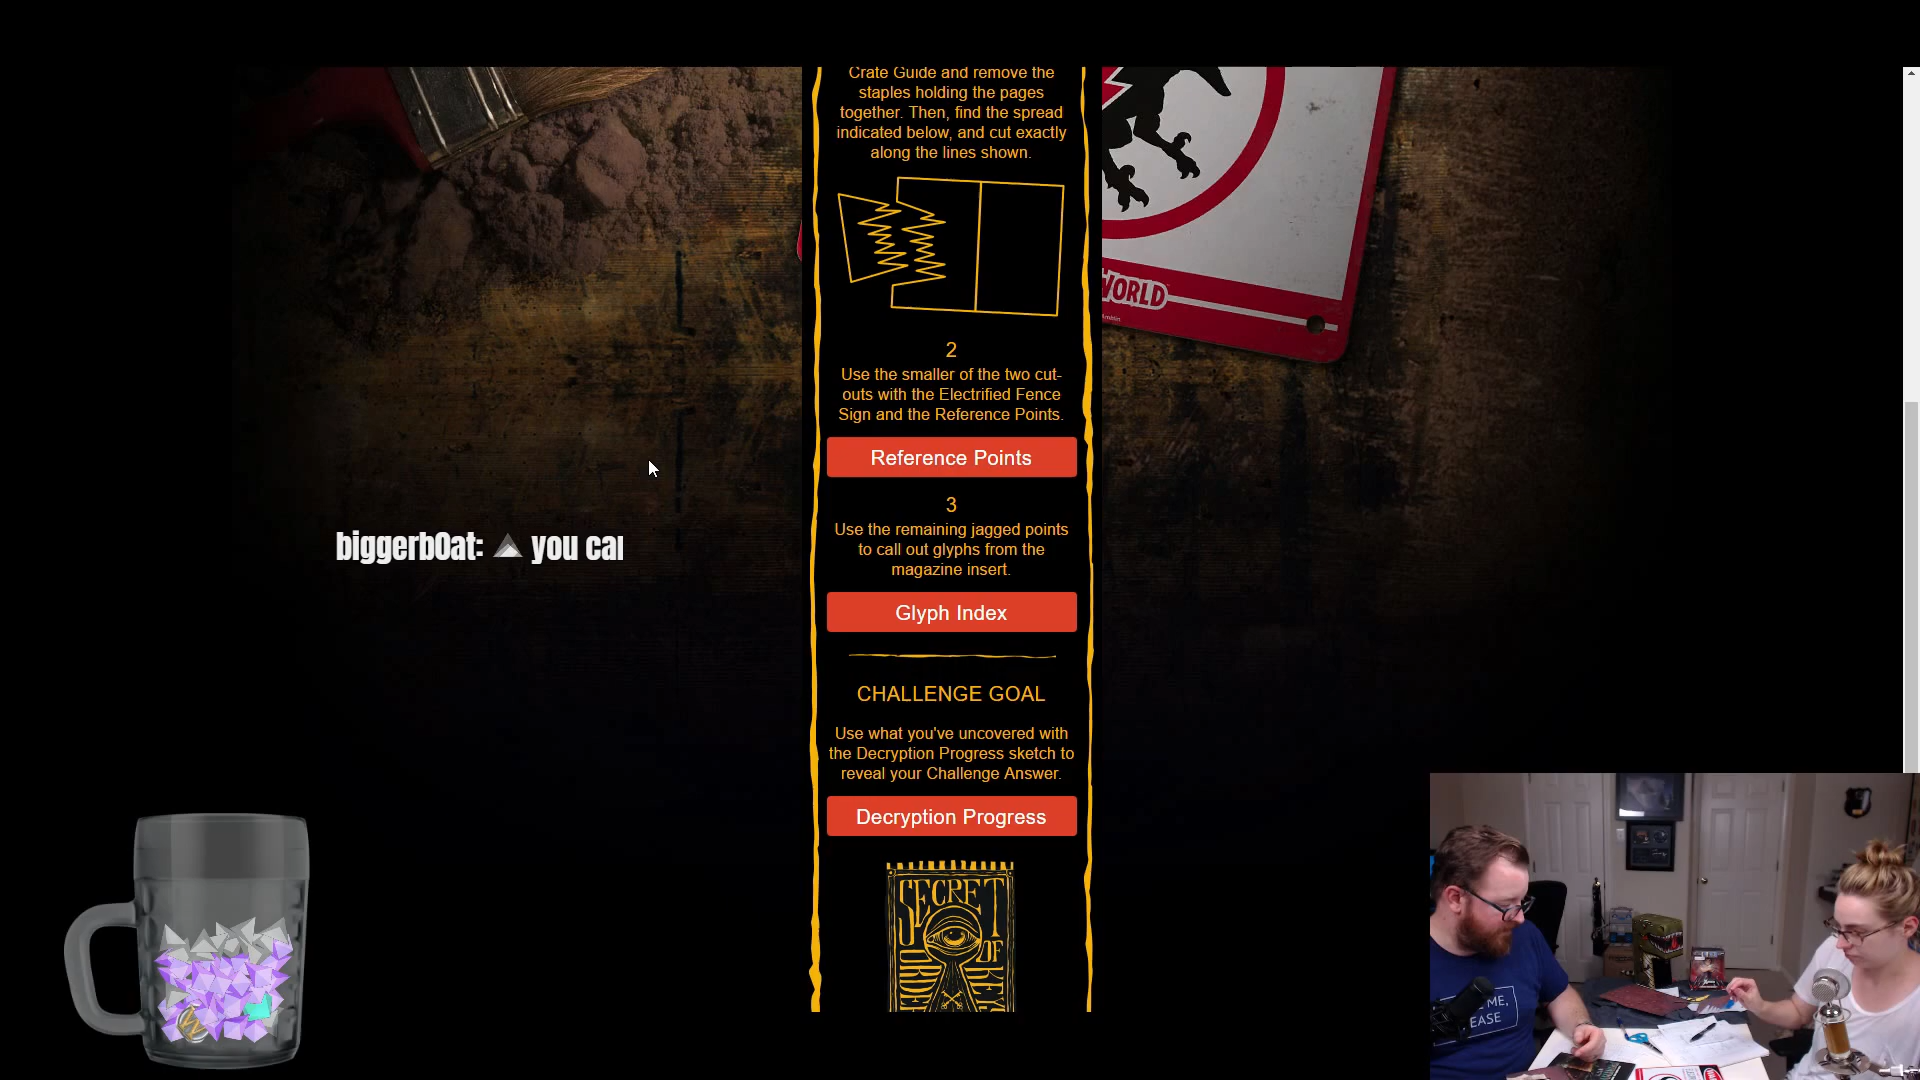 Crate Guide and remove the
staples holding the pages
together. Then, find the spread
indicated below, and cut exactly
along the lines shown.
WORLD
2
Use the smaller of the two cut-
outs with the Electrified Fence
Sign and the Reference Points.
Reference Points
3
Use the remaining jagged points
to call out glyphs from the
magazine insert.
Glyph Index
biggerb0at: you can
CHALLENGE GOAL
Use what you've uncovered with
the Decryption Progress sketch to
reveal your Challenge Answer.
Decryption Progress
SECRET
OF
ME,
EASE